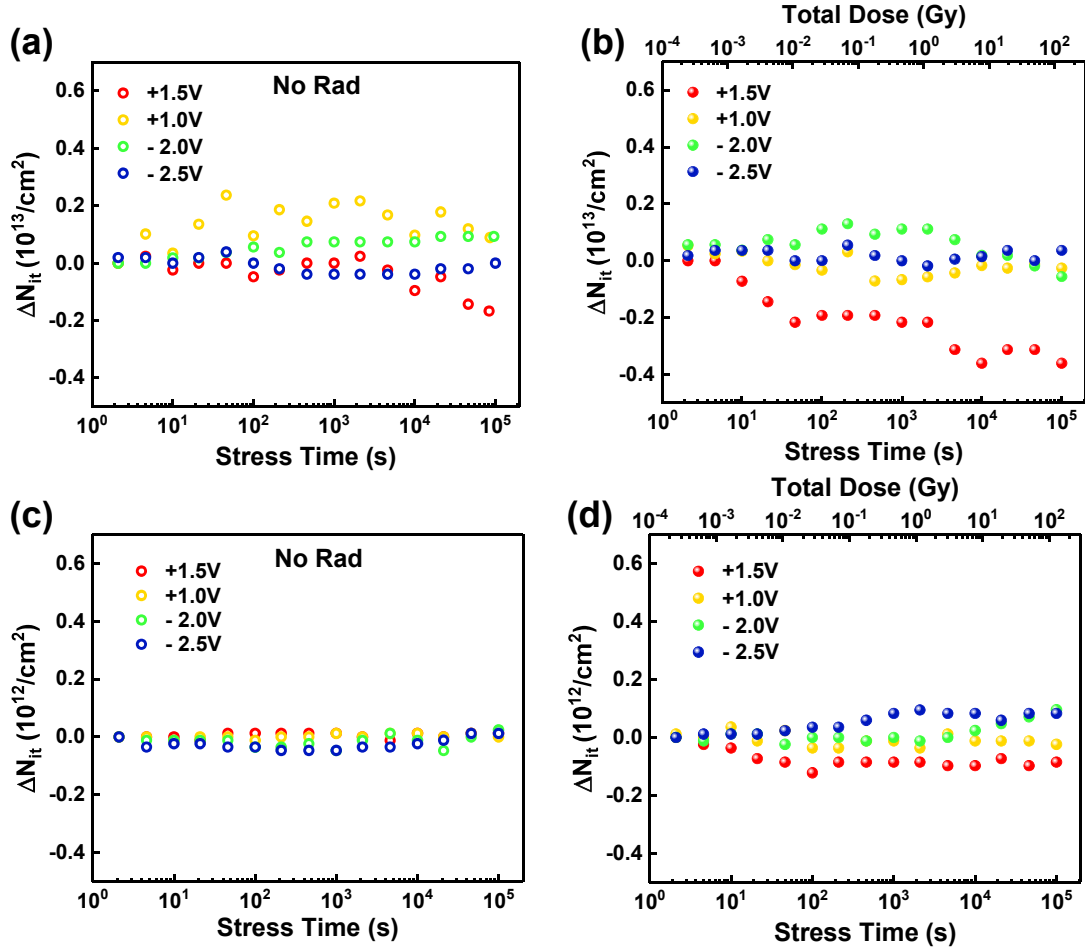 (a)
No Rad
+1.5V
+1.0V
- 2.0V
- 2.5V
0.6
0.4
0.2
0.0
-0.2
-0.4
ΔNit (10¹³/cm²)
10⁰ 10¹ 10² 10³ 10⁴ 10⁵
Stress Time (s)
(b)
Total Dose (Gy)
10⁻⁴ 10⁻³ 10⁻² 10⁻¹ 10⁰ 10¹ 10²
+1.5V
+1.0V
- 2.0V
- 2.5V
0.6
0.4
0.2
0.0
-0.2
-0.4
ΔNit (10¹³/cm²)
10⁰ 10¹ 10² 10³ 10⁴ 10⁵
Stress Time (s)
(c)
No Rad
+1.5V
+1.0V
- 2.0V
- 2.5V
0.6
0.4
0.2
0.0
-0.2
-0.4
ΔNit (10¹²/cm²)
10⁰ 10¹ 10² 10³ 10⁴ 10⁵
Stress Time (s)
(d)
Total Dose (Gy)
10⁻⁴ 10⁻³ 10⁻² 10⁻¹ 10⁰ 10¹ 10²
+1.5V
+1.0V
- 2.0V
- 2.5V
0.6
0.4
0.2
0.0
-0.2
-0.4
ΔNit (10¹²/cm²)
10⁰ 10¹ 10² 10³ 10⁴ 10⁵
Stress Time (s)